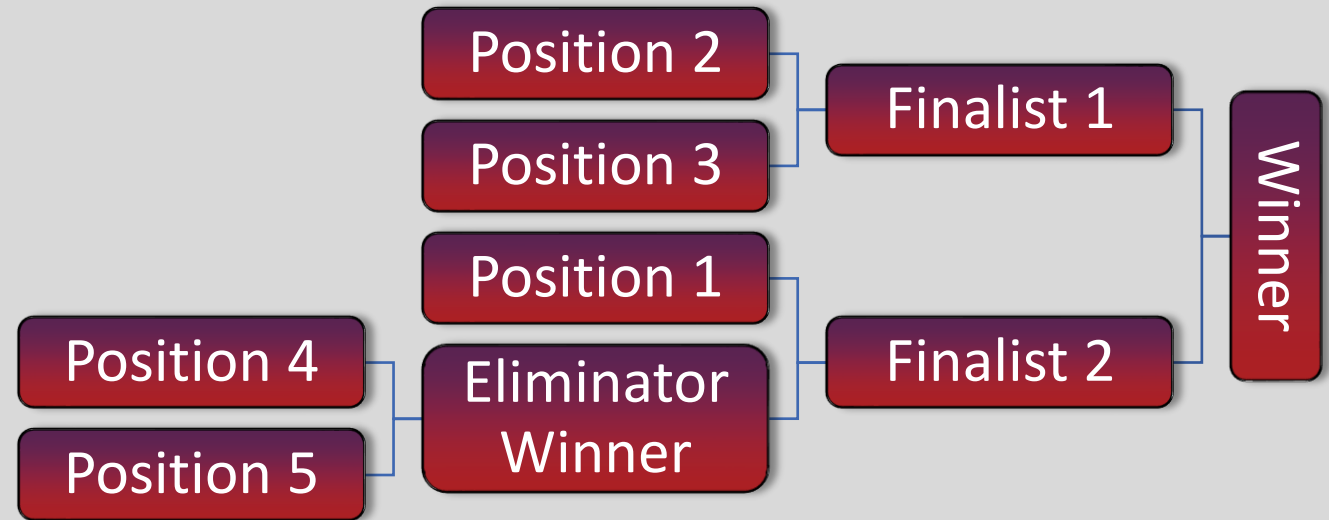 Position 2
Position 3
Finalist 1
Winner
Position 1
Position 4
Eliminator
Winner
Finalist 2
Position 5